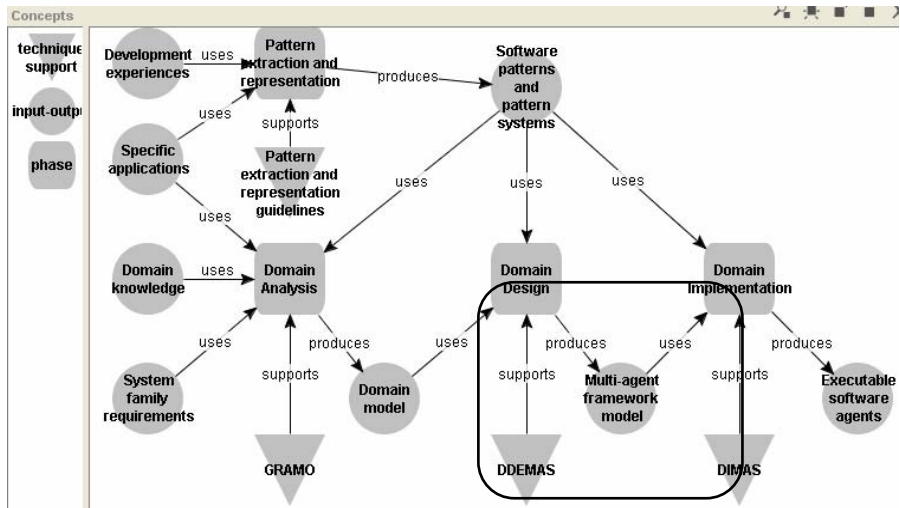 Concepts
technique
support
input-outpu
phase
Development
experiences
uses
Pattern
extraction and
representation
produces
Software
patterns
and
pattern
systems
uses
supports
Specific
applications
Pattern
extraction and
representation
guidelines
uses
uses
uses
uses
Domain
knowledge
uses
Domain
Analysis
Domain
Design
Domain
Implementation
uses
produces
uses
produces
uses
produces
System
family
requirements
supports
Domain
model
supports
Multi-agent
framework
model
supports
Executable
software
agents
GRAMO
DDEMAS
DIMAS